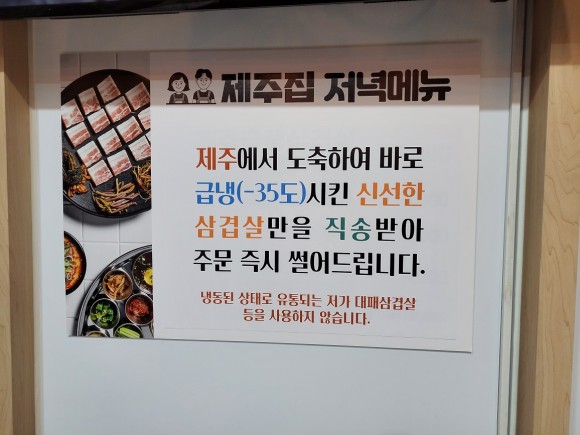 제주집 저녁메뉴
제주에서 도축하여 바로
급냉(-35도)시킨 신선한
삼겹살만을 직송받아
주문 즉시 썰어드립니다.
냉동된 상태로 유통되는 저가 대패삼겹살
등을 사용하지 않습니다.